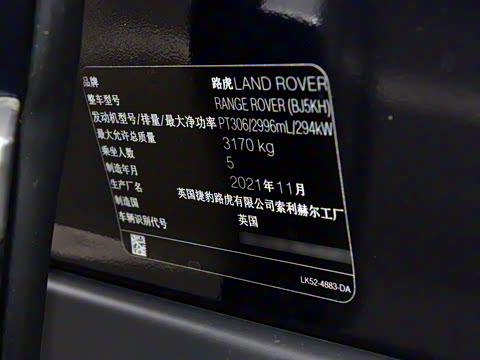 品牌 路虎LAND ROVER
整车型号 RANGE ROVER (BJ5KH)
发动机型号/排量/最大净功率 PT306/2996mL/294kW
最大允许总质量 3170 kg
乘坐人数 5
制造年月 2021年11月
生产厂名 英国捷豹路虎有限公司索利赫尔工厂
制造国 英国
车辆识别代号
LK52-4883-DA